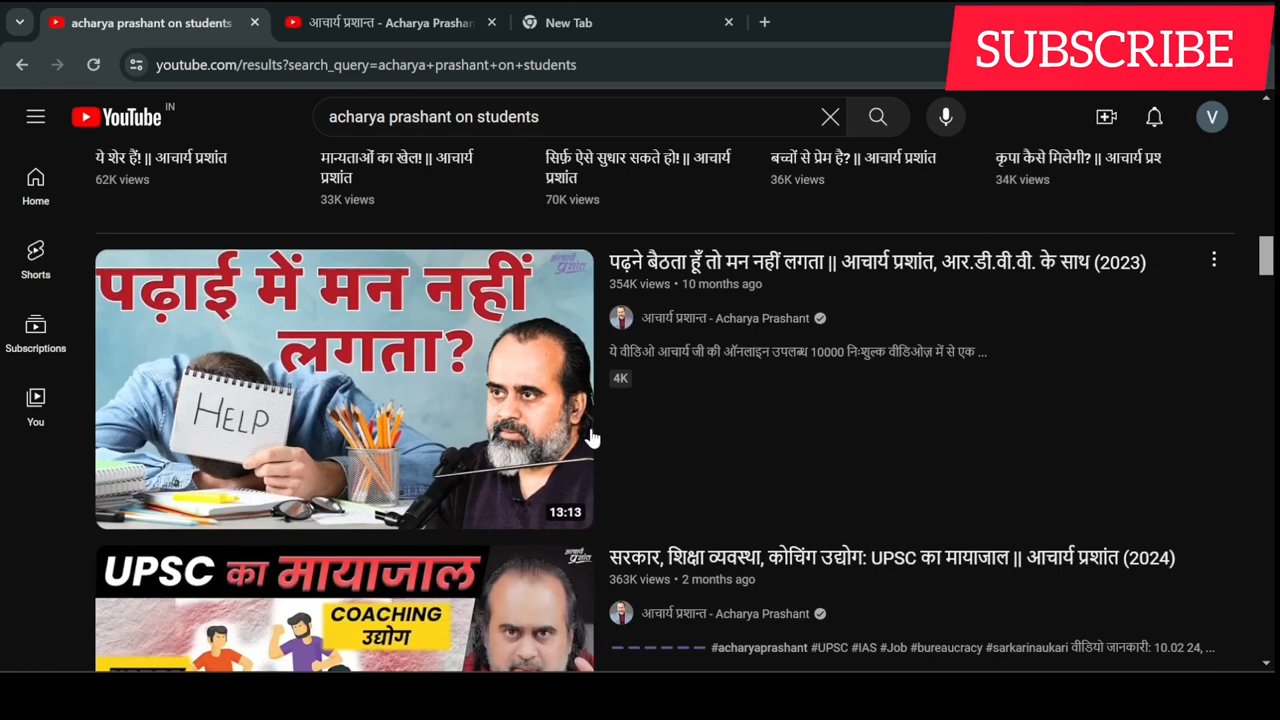 acharya prashant on students
आचार्य प्रशान्त - Acharya Prashan
New Tab
SUBSCRIBE
youtube.com/results?search_query=acharya+prashant+on+students
YouTube IN
acharya prashant on students
V
ये शेर हैं! || आचार्य प्रशांत
62K views
मान्यताओं का खेल! || आचार्य
प्रशांत
33K views
सिर्फ़ ऐसे सुधार सकते हो! || आचार्य
प्रशांत
70K views
बच्चों से प्रेम है? || आचार्य प्रशांत
36K views
कृपा कैसे मिलेगी? || आचार्य प्रश
34K views
Home
Shorts
Subscriptions
You
पढ़ाई में मन नहीं
लगता?
आचार्य
प्रशांत
HELP
13:13
पढ़ने बैठता हूँ तो मन नहीं लगता || आचार्य प्रशांत, आर.डी.वी.वी. के साथ (2023)
354K views • 10 months ago
आचार्य प्रशान्त - Acharya Prashant
ये वीडिओ आचार्य जी की ऑनलाइन उपलब्ध 10000 निःशुल्क वीडिओज़ में से एक ...
4K
UPSC का मायाजाल
आचार्य
प्रशांत
COACHING
उद्योग
सरकार, शिक्षा व्यवस्था, कोचिंग उद्योग: UPSC का मायाजाल || आचार्य प्रशांत (2024)
363K views • 2 months ago
आचार्य प्रशान्त - Acharya Prashant
#acharyaprashant #UPSC #IAS #Job #bureaucracy #sarkarinaukari वीडियो जानकारी: 10.02 24, ...